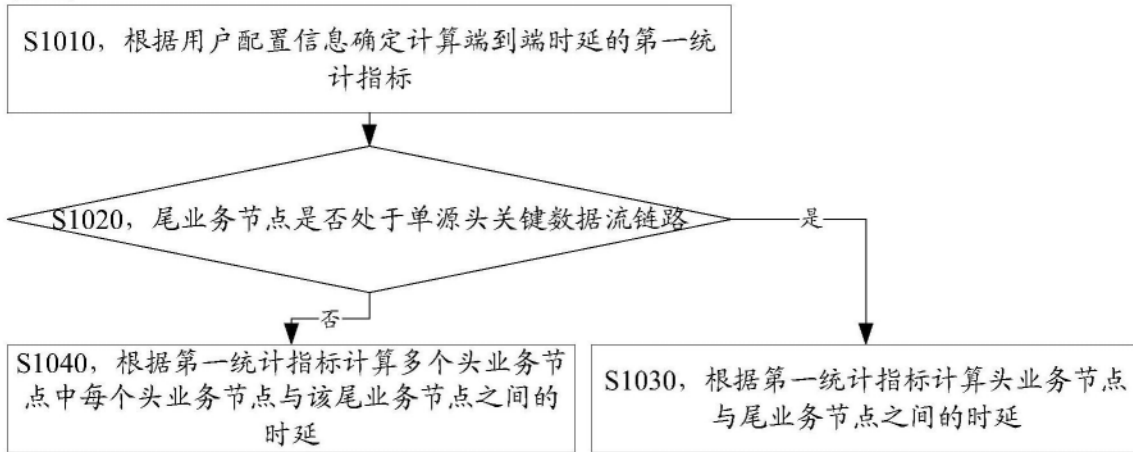 S1010，根据用户配置信息确定计算端到端时延的第一统
计指标
S1020，尾业务节点是否处于单源头关键数据流链路
是
否
S1040，根据第一统计指标计算多个头业务节
点中每个头业务节点与该尾业务节点之间的
时延
S1030，根据第一统计指标计算头业务节点
与尾业务节点之间的时延